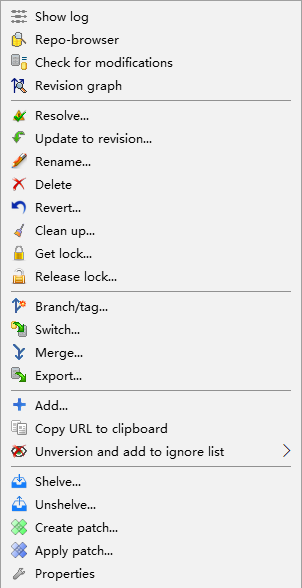 Show log
Repo-browser
Check for modifications
Revision graph
Resolve...
Update to revision...
Rename...
Delete
Revert...
Clean up...
Get lock...
Release lock...
Branch/tag...
Switch...
Merge...
Export...
Add...
Copy URL to clipboard
Unversion and add to ignore list
Shelve...
Unshelve...
Create patch...
Apply patch...
Properties